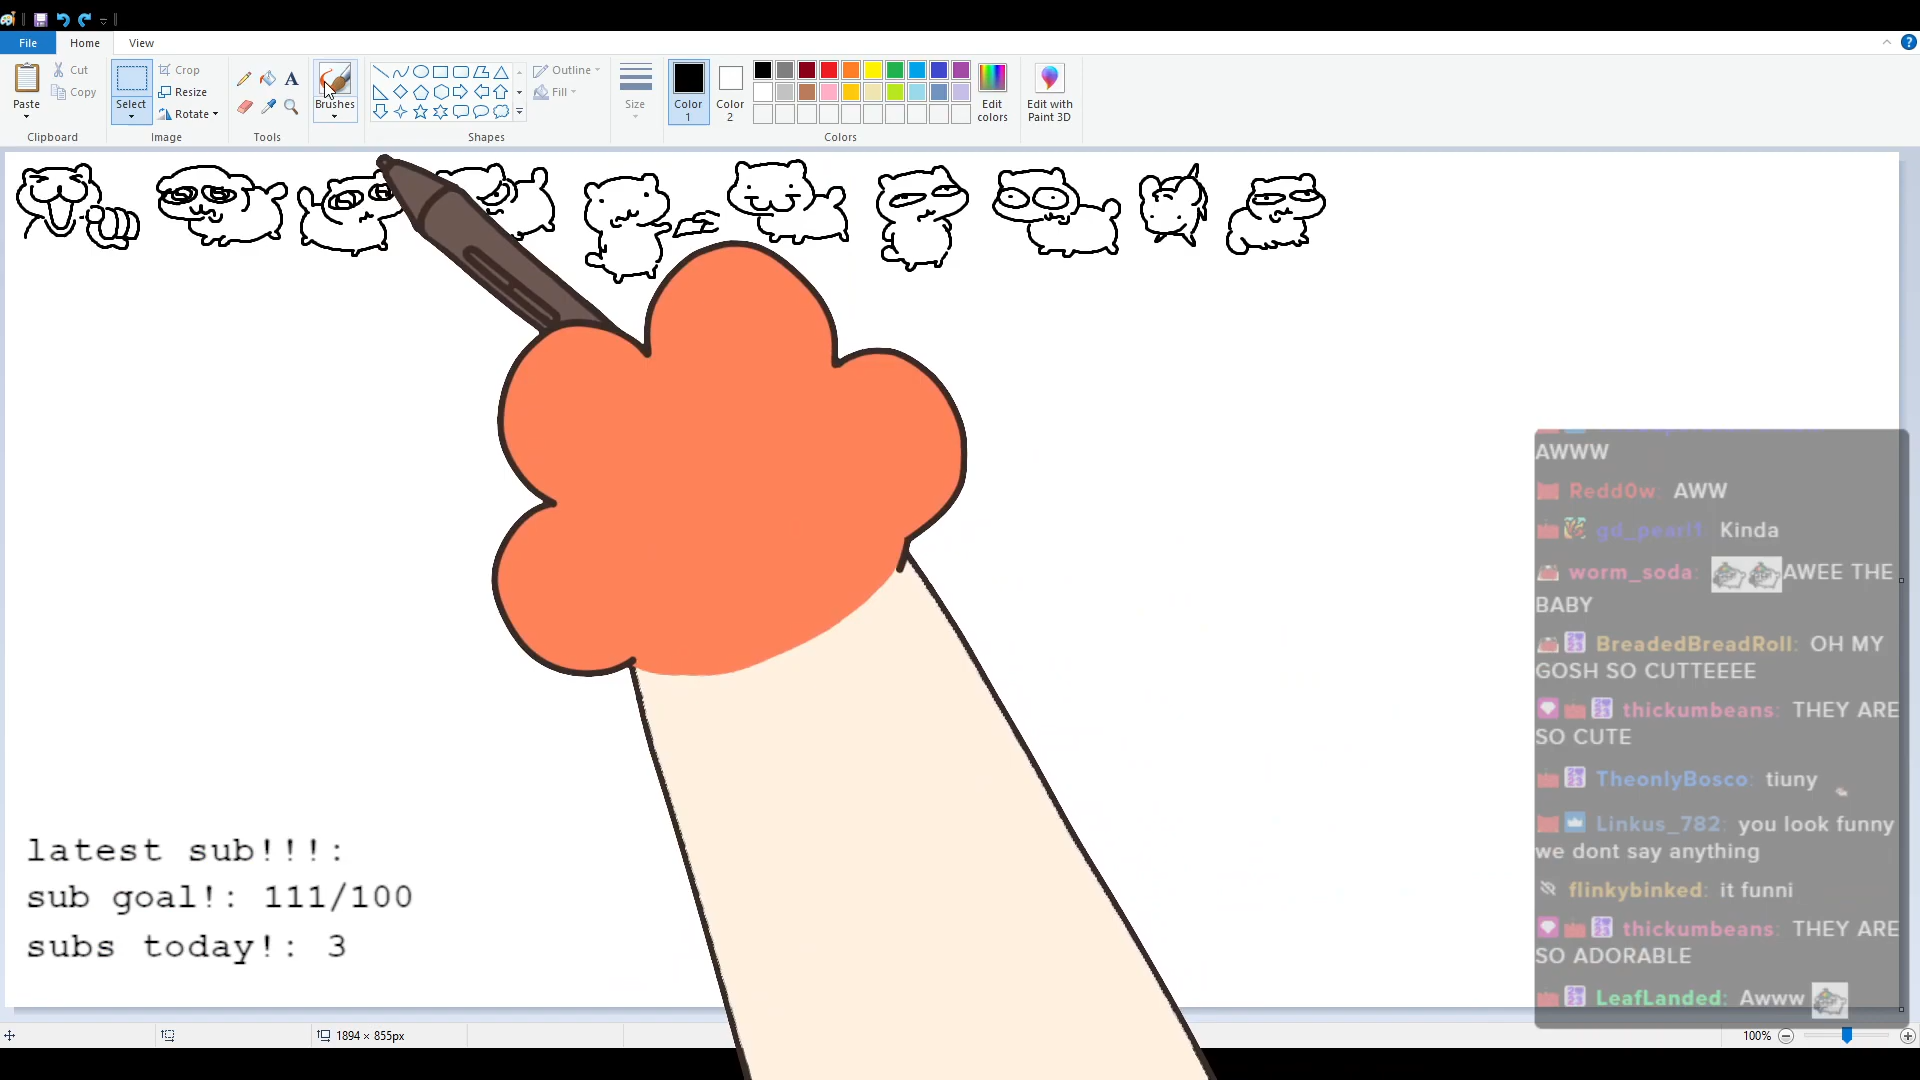 File Home View
Paste Cut Copy Clipboard
Select Crop Resize Rotate Image
A Tools
Brushes
Shapes Outline Fill
Size
Color 1 Color 2 Edit colors Colors
Edit with Paint 3D
AWWW
Redd0w: AWW
gd_pearl1: Kinda
worm_soda: AWEE THE
BABY
BreadedBreadRoll: OH MY
GOSH SO CUTTEEEE
thickumbeans: THEY ARE
SO CUTE
TheonlyBosco: tiuny
Linkus_782: you look funny
we dont say anything
flinkybinked: it funni
thickumbeans: THEY ARE
SO ADORABLE
LeafLanded: Awww
latest sub!!!:
sub goal!: 111/100
subs today!: 3
1894 × 855px
100%